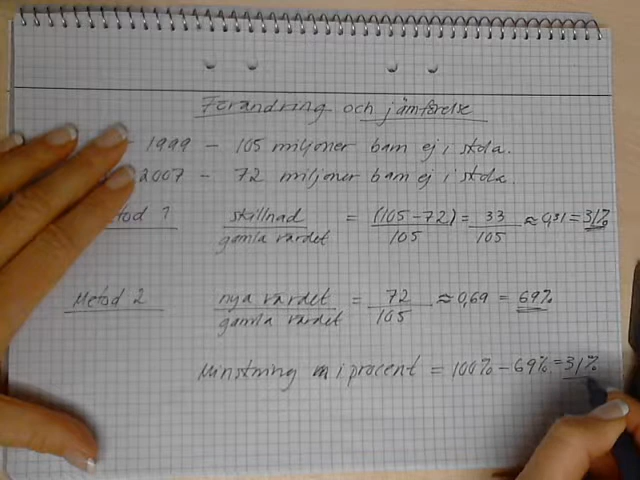 Förändring och jämförelse
1999 - 105 miljoner barn ej i skola.
2007 - 72 miljoner barn ej i skola.
tod 1 skillnad / gamla värdet = (105-72) / 105 = 33 / 105 ≈ 0,31 = 31%
Metod 2 nya värdet / gamla värdet = 72 / 105 ≈ 0,69 = 69%
Minskning i procent = 100% - 69% = 31%